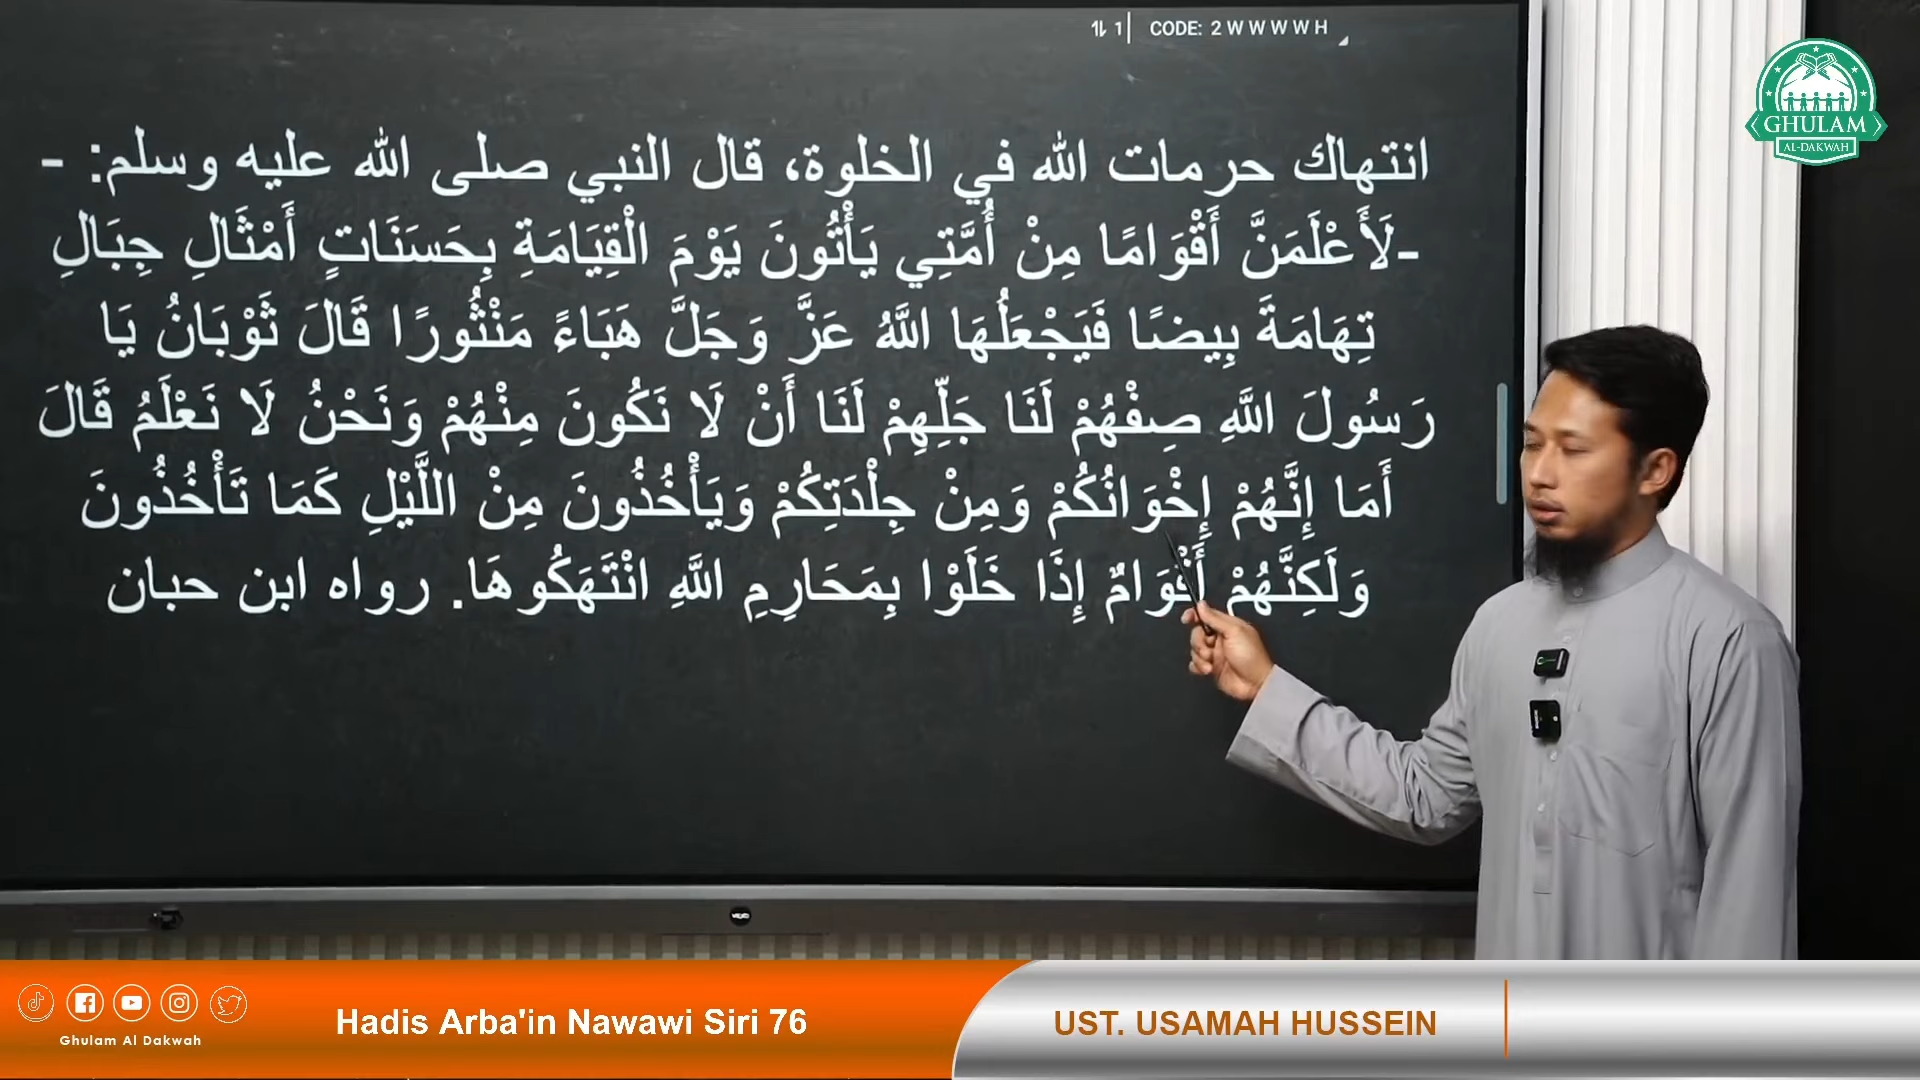 1 CODE: 2 W W W W H
GHULAM
AL-DAKWAH
انتهاك حرمات الله في الخلوة، قال النبي صلى الله عليه وسلم: -
-لَأَعْلَمَنَّ أَقْوَامًا مِنْ أُمَّتِي يَأْتُونَ يَوْمَ الْقِيَامَةِ بِحَسَنَاتٍ أَمْثَالِ جِبَالِ
تِهَامَةَ بِيضًا فَيَجْعَلُهَا اللَّهُ عَزَّ وَجَلَّ هَبَاءً مَنْثُورًا قَالَ ثَوْبَانُ يَا
رَسُولَ اللَّهِ صِفْهُمْ لَنَا جَلِّهِمْ لَنَا أَنْ لَا نَكُونَ مِنْهُمْ وَنَحْنُ لَا نَعْلَمُ قَالَ
أَمَا إِنَّهُمْ إِخْوَانُكُمْ وَمِنْ جِلْدَتِكُمْ وَيَأْخُذُونَ مِنْ اللَّيْلِ كَمَا تَأْخُذُونَ
وَلَكِنَّهُمْ أَقْوَامٌ إِذَا خَلَوْا بِمَحَارِمِ اللَّهِ انْتَهَكُوهَا. رواه ابن حبان
Ghulam Al Dakwah
Hadis Arba'in Nawawi Siri 76
UST. USAMAH HUSSEIN